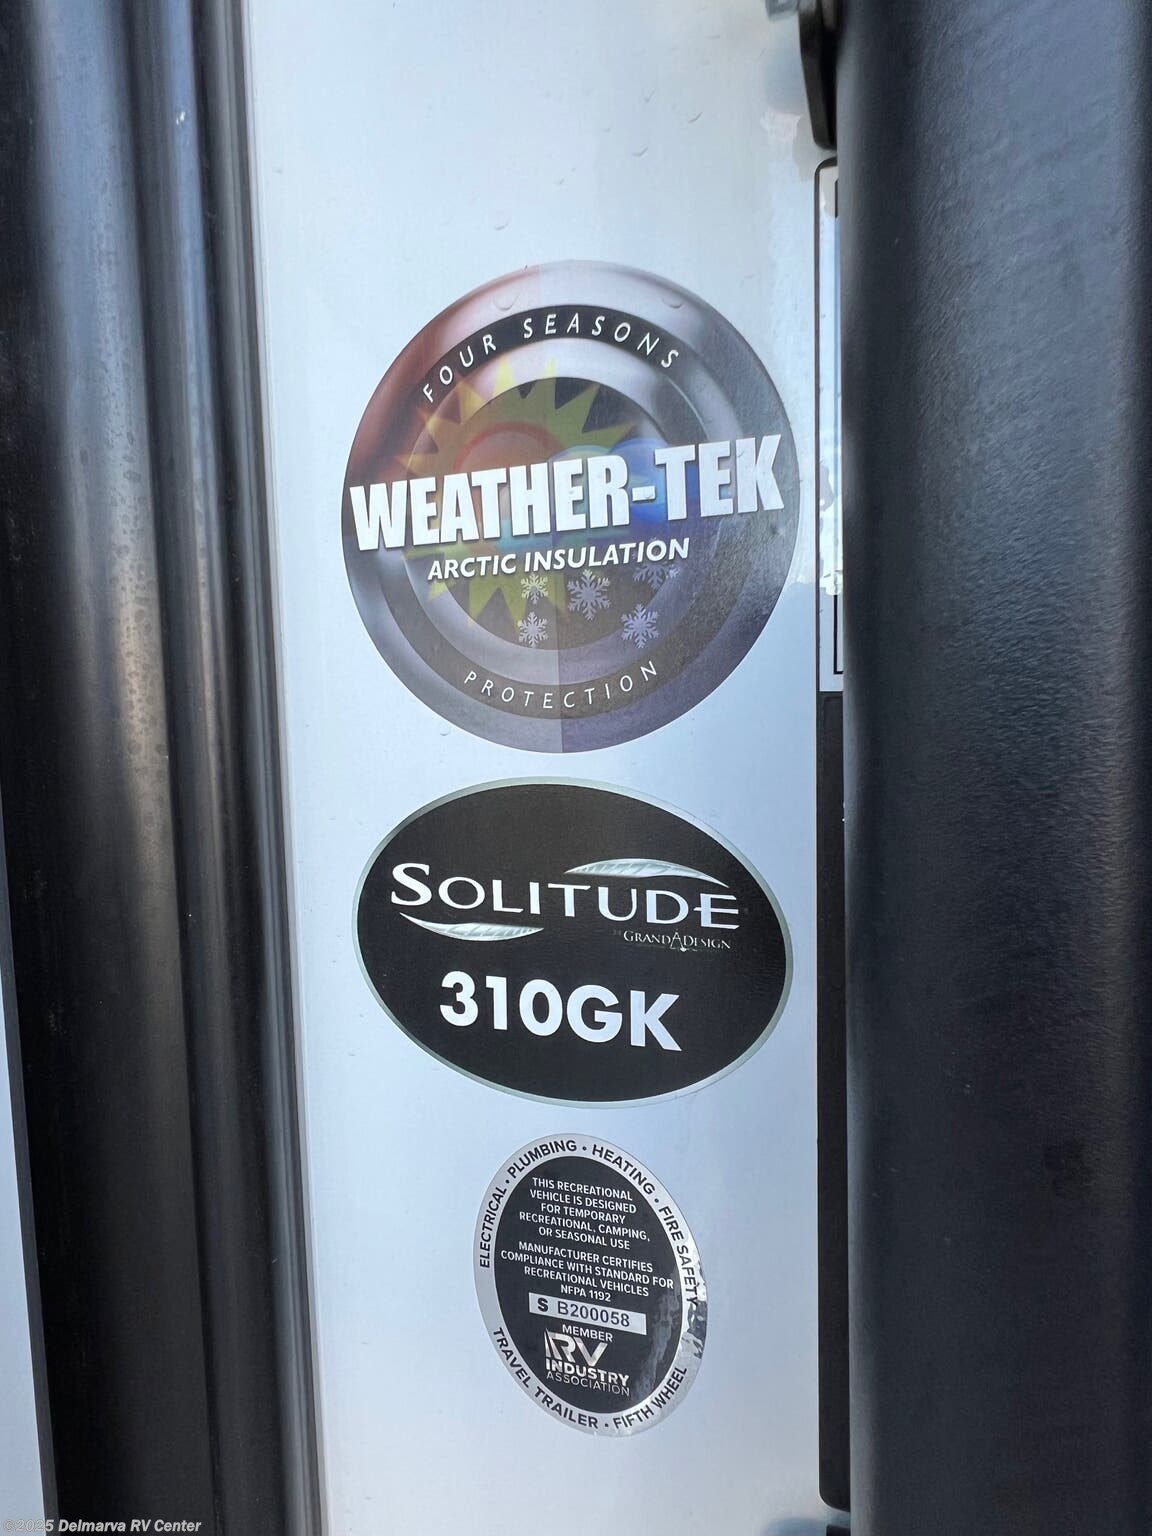 FOUR SEASONS
WEATHER-TEK
ARCTIC INSULATION
PROTECTION
SOLITUDE
GRAND DESIGN
310GK
ELECTRICAL • PLUMBING • HEATING • FIRE SAFETY
THIS RECREATIONAL
VEHICLE IS DESIGNED
FOR TEMPORARY
RECREATIONAL, CAMPING,
OR SEASONAL USE
MANUFACTURER CERTIFIES
COMPLIANCE WITH STANDARD FOR
RECREATIONAL VEHICLES
NFPA 1192
S B200058
MEMBER
RV
INDUSTRY
ASSOCIATION
TRAVEL TRAILER • FIFTH WHEEL
©2025 Delmarva RV Center